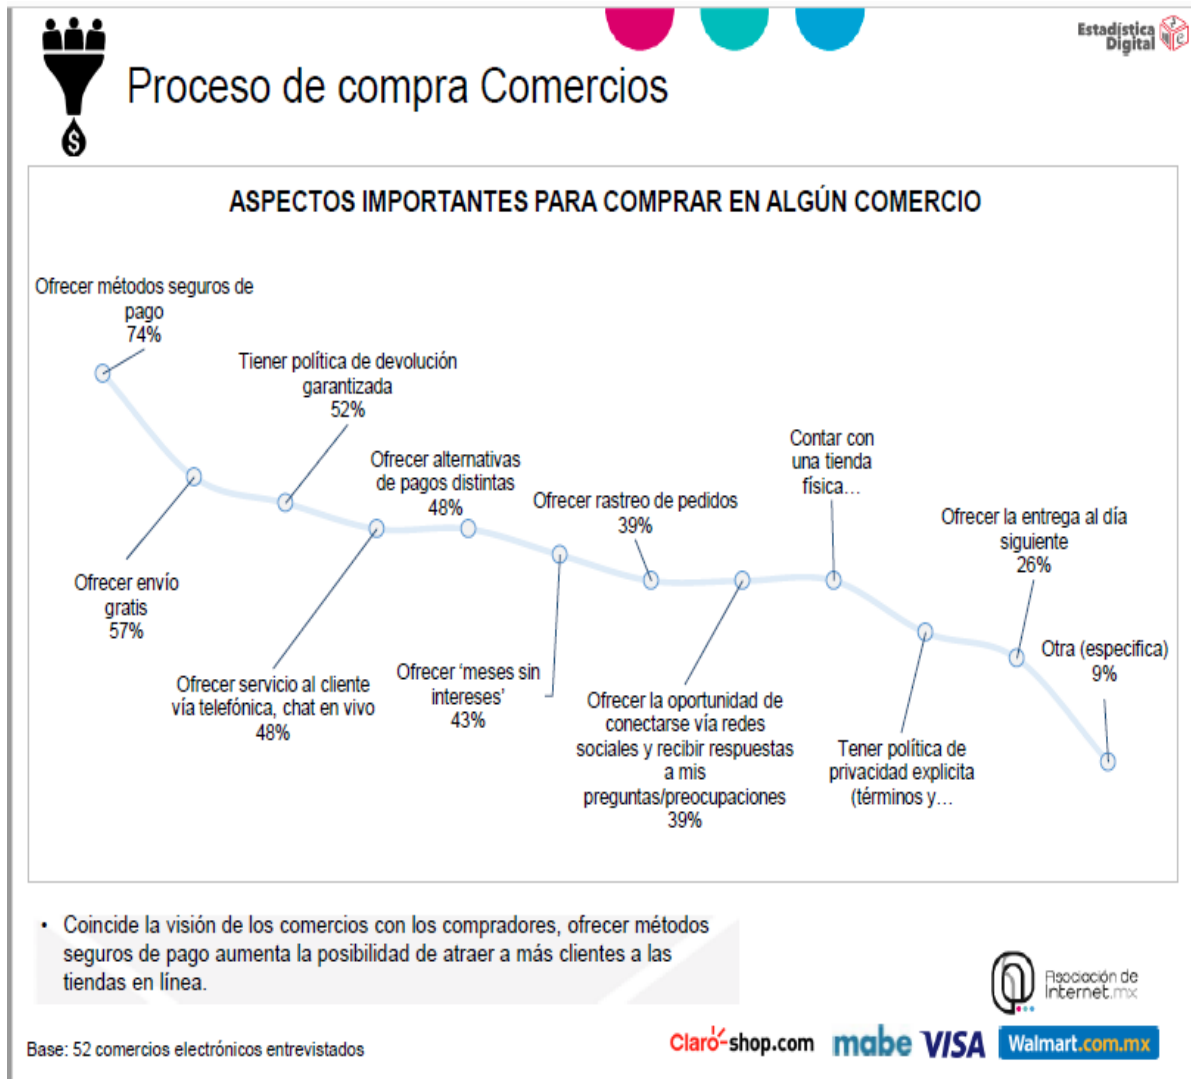 Estadística
Digital
Proceso de compra Comercios
$
ASPECTOS IMPORTANTES PARA COMPRAR EN ALGÚN COMERCIO
Ofrecer métodos seguros de
pago
74%
Tiener política de devolución
garantizada
52%
Ofrecer alternativas
de pagos distintas
48%
Ofrecer rastreo de pedidos
39%
Contar con
una tienda
física…
Ofrecer la entrega al día
siguiente
26%
Otra (especifica)
9%
Ofrecer envío
gratis
57%
Ofrecer servicio al cliente
vía telefónica, chat en vivo
48%
Ofrecer ‘meses sin
intereses’
43%
Ofrecer la oportunidad de
conectarse vía redes
sociales y recibir respuestas
a mis
preguntas/preocupaciones
39%
Tener política de
privacidad explicita
(términos y…
• Coincide la visión de los comercios con los compradores, ofrecer métodos
seguros de pago aumenta la posibilidad de atraer a más clientes a las
tiendas en línea.
Asociación de
Internet.mx
Base: 52 comercios electrónicos entrevistados
Claro-shop.com mabe VISA Walmart.com.mx